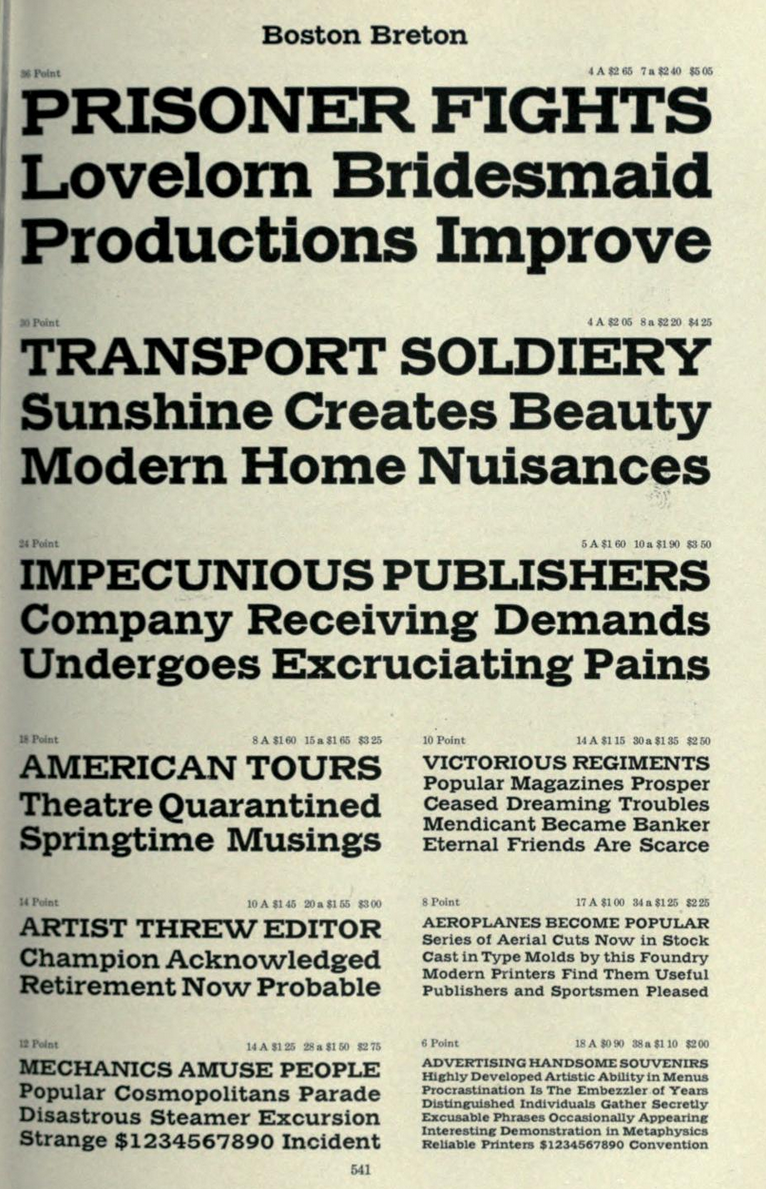 Boston Breton
36 Point 4 A $2 65 7 a $2 40 $5 05
PRISONER FIGHTS
Lovelorn Bridesmaid
Productions Improve
30 Point 4 A $2 05 8 a $2 20 $4 25
TRANSPORT SOLDIERY
Sunshine Creates Beauty
Modern Home Nuisances
24 Point 5 A $1 60 10 a $1 90 $3 50
IMPECUNIOUS PUBLISHERS
Company Receiving Demands
Undergoes Excruciating Pains
18 Point 8 A $1 60 15 a $1 65 $3 25
AMERICAN TOURS
Theatre Quarantined
Springtime Musings
14 Point 10 A $1 45 20 a $1 55 $3 00
ARTIST THREW EDITOR
Champion Acknowledged
Retirement Now Probable
12 Point 14 A $1 25 28 a $1 50 $2 75
MECHANICS AMUSE PEOPLE
Popular Cosmopolitans Parade
Disastrous Steamer Excursion
Strange $1234567890 Incident
10 Point 14 A $1 15 30 a $1 35 $2 50
VICTORIOUS REGIMENTS
Popular Magazines Prosper
Ceased Dreaming Troubles
Mendicant Became Banker
Eternal Friends Are Scarce
8 Point 17 A $1 00 34 a $1 25 $2 25
AEROPLANES BECOME POPULAR
Series of Aerial Cuts Now in Stock
Cast in Type Molds by this Foundry
Modern Printers Find Them Useful
Publishers and Sportsmen Pleased
6 Point 18 A $0 90 38 a $1 10 $2 00
ADVERTISING HANDSOME SOUVENIRS
Highly Developed Artistic Ability in Menus
Procrastination Is The Embezzler of Years
Distinguished Individuals Gather Secretly
Excusable Phrases Occasionally Appearing
Interesting Demonstration in Metaphysics
Reliable Printers $1234567890 Convention
541